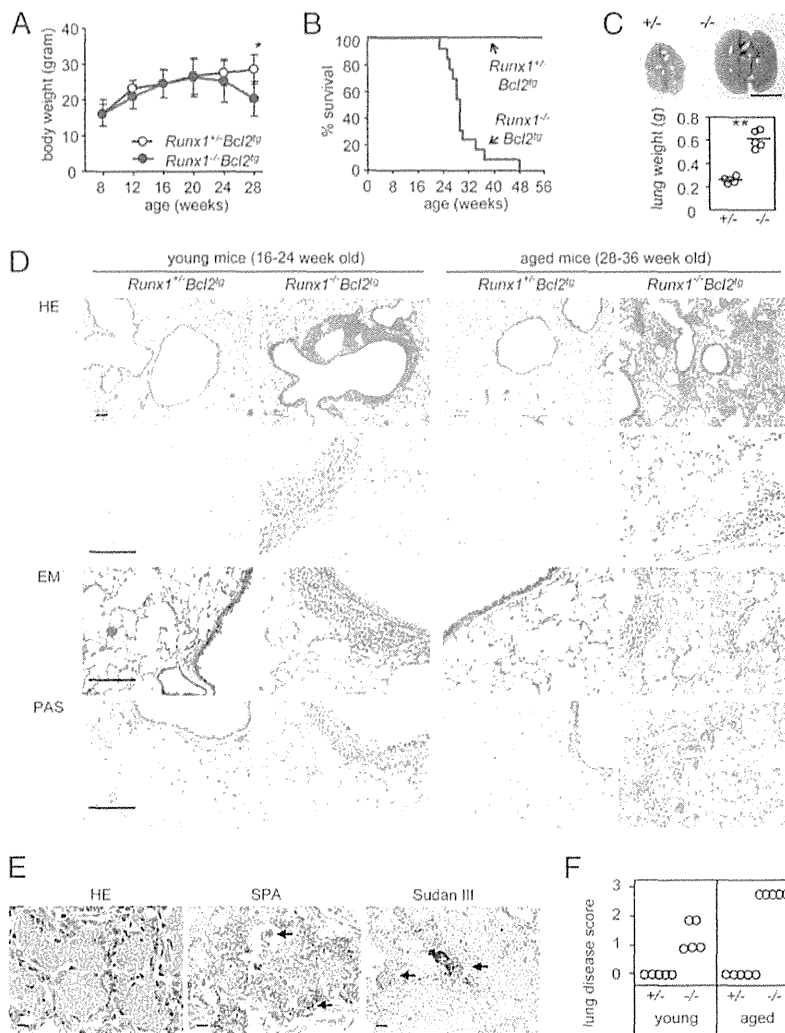 A
body weight (gram)
40
30
20
10
0
*
Runx1+/-Bcl2tg
Runx1-/-Bcl2tg
8 12 16 20 24 28
age (weeks)
B
% survival
100
80
60
40
20
0
Runx1+/-
Bcl2tg
Runx1-/-
Bcl2tg
0 8 16 24 32 40 48 56
age (weeks)
C
+/- -/-
lung weight (g)
0.8
0.6
0.4
0.2
0
**
+/- -/-
D
young mice (16-24 week old)
aged mice (28-36 week old)
Runx1+/-Bcl2tg Runx1-/-Bcl2tg Runx1+/-Bcl2tg Runx1-/-Bcl2tg
HE
EM
PAS
E
HE SPA Sudan III
F
lung disease score
3
2
1
0
+/- -/- +/- -/-
young aged